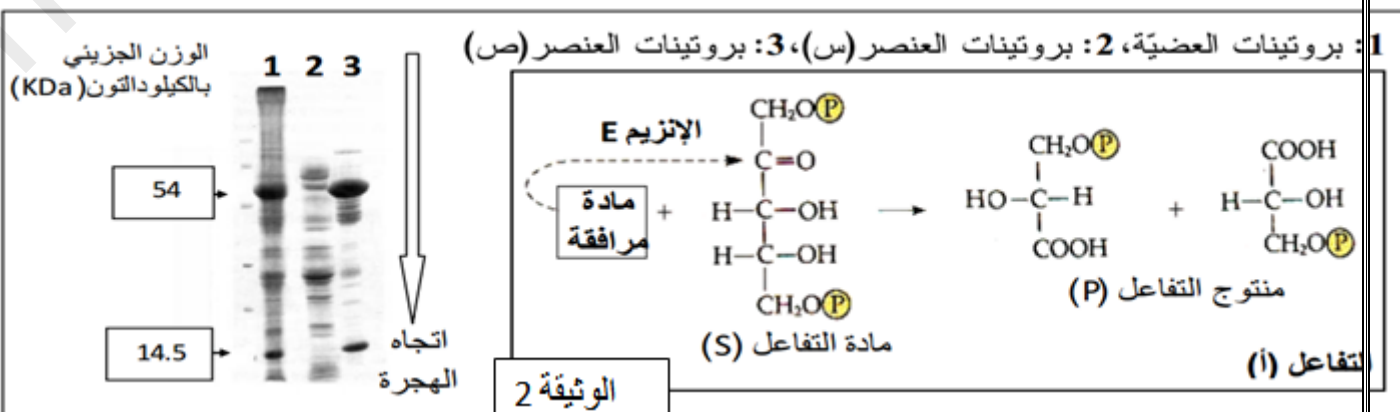 1: بروتينات العضيّة، 2: بروتينات العنصر (س)، 3: بروتينات العنصر (ص)
الوزن الجزيئي
بالكيلودالتون (KDa)
1 2 3
54
14.5
اتجاه
الهجرة
الإنزيم E
مادة
مرافقة
+
CH₂OⓅ
C=O
H–C–OH
H–C–OH
CH₂OⓅ
مادة التفاعل (S)
CH₂OⓅ
HO–C–H
COOH
+
COOH
H–C–OH
CH₂OⓅ
منتوج التفاعل (P)
التفاعل (أ)
الوثيقة 2